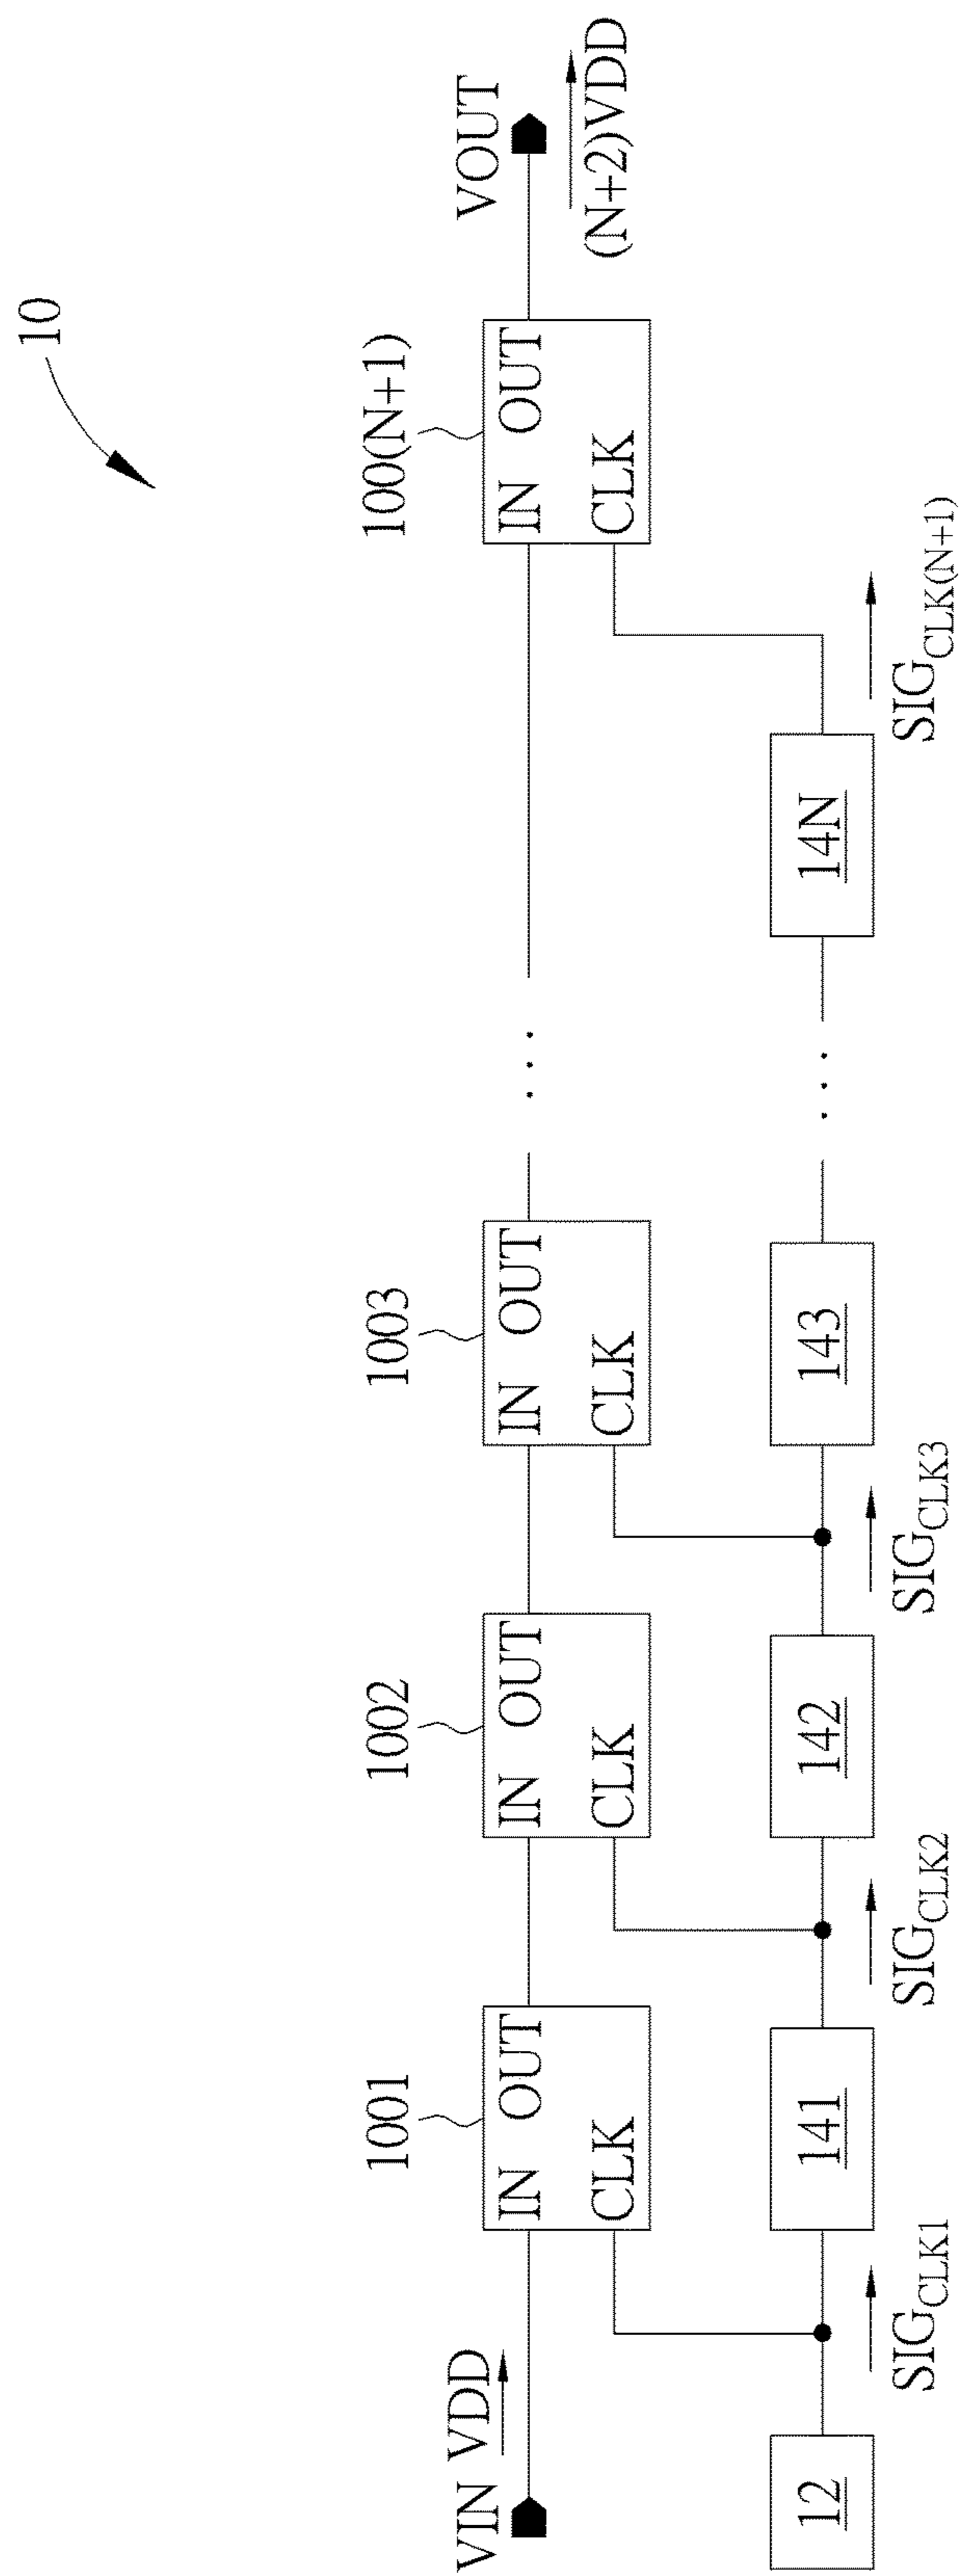 10
VIN
VDD
1001
IN OUT
CLK
1002
IN OUT
CLK
1003
IN OUT
CLK
...
100(N+1)
IN OUT
CLK
VOUT
(N+2)VDD
12
SIGCLK1
141
SIGCLK2
142
SIGCLK3
143
...
14N
SIGCLK(N+1)